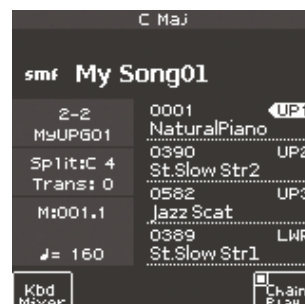 C Maj
smf My Song01
2-2
MyUPG01
Split:C 4
Trans: 0
M:001.1
♩= 160
0001 UP1
NaturalPiano
0390 UP2
St.Slow Str2
0582 UP3
Jazz Scat
0389 LWR
St.Slow Str1
Kbd
Mixer
Chain
Play